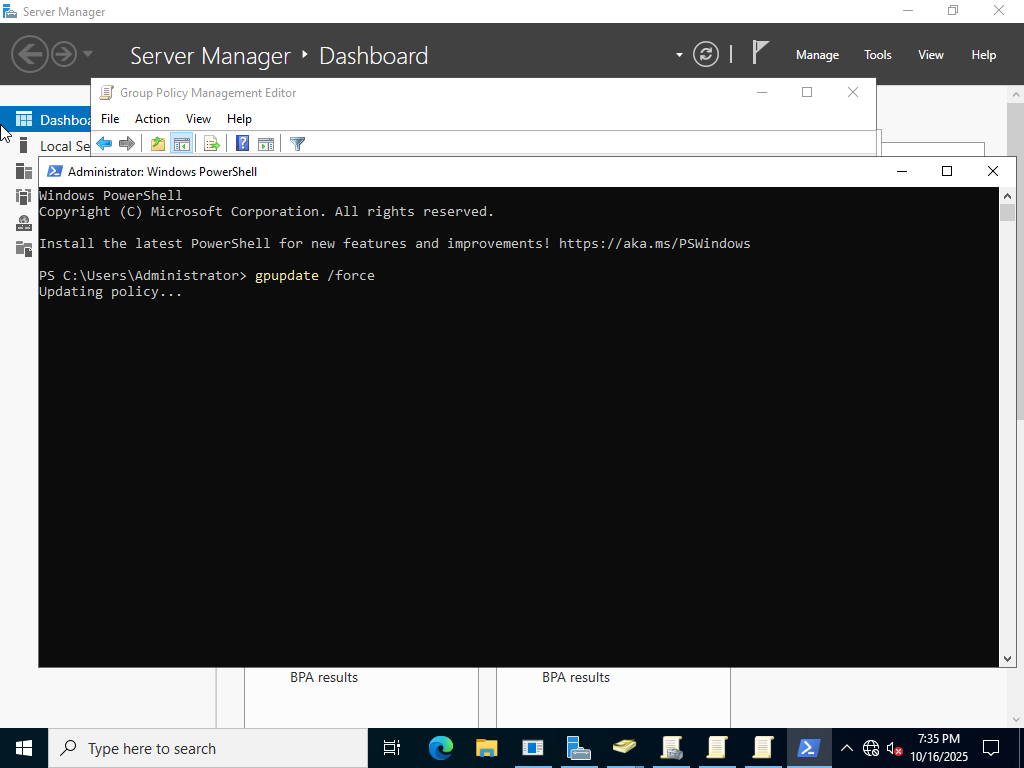 Server Manager
Server Manager ‣ Dashboard
Manage Tools View Help
Group Policy Management Editor
File Action View Help
Dashboa
Local Se
Administrator: Windows PowerShell
Windows PowerShell
Copyright (C) Microsoft Corporation. All rights reserved.
Install the latest PowerShell for new features and improvements! https://aka.ms/PSWindows
PS C:\Users\Administrator> gpupdate /force
Updating policy...
BPA results
BPA results
Type here to search
7:35 PM
10/16/2025